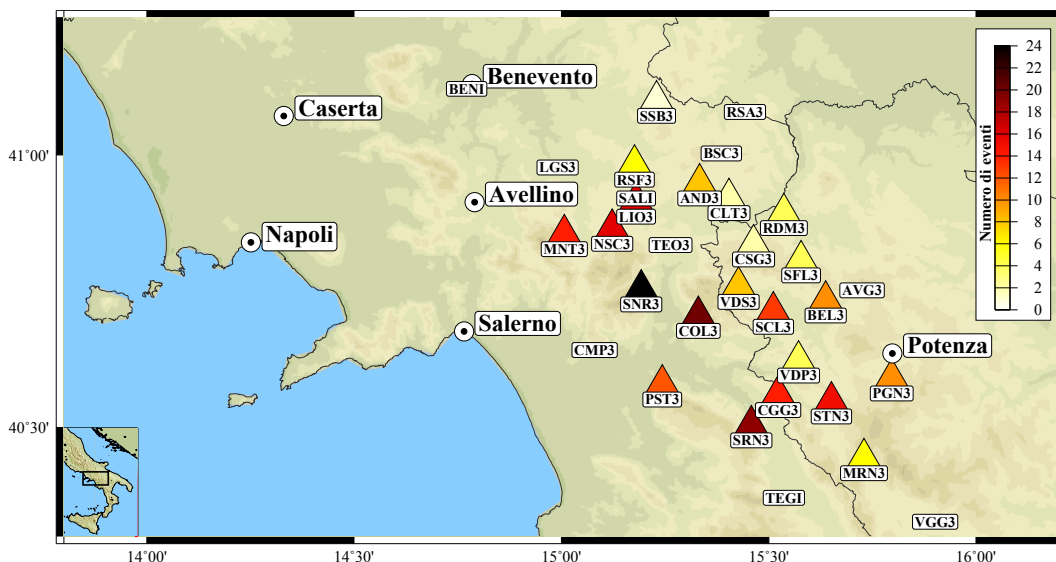 Benevento
BENI
Caserta
SSB3
RSA3
41°00'
BSC3
LGS3
RSF3
Avellino
SALI
AND3
CLT3
LIO3
RDM3
Napoli
MNT3
NSC3
TEO3
CSG3
SFL3
SNR3
VDS3
AVG3
BEL3
Salerno
COL3
SCL3
CMP3
Potenza
VDP3
PST3
PGN3
CGG3
STN3
40°30'
SRN3
MRN3
TEGI
VGG3
14°00'
14°30'
15°00'
15°30'
16°00'
Numero di eventi
24
22
20
18
16
14
12
10
8
6
4
2
0